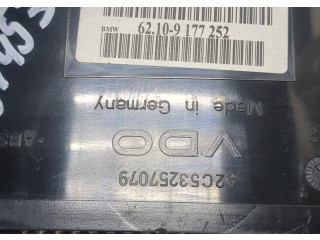 BMW 62.10-9 177 252
Made in Germany
VDO
A2C53257079